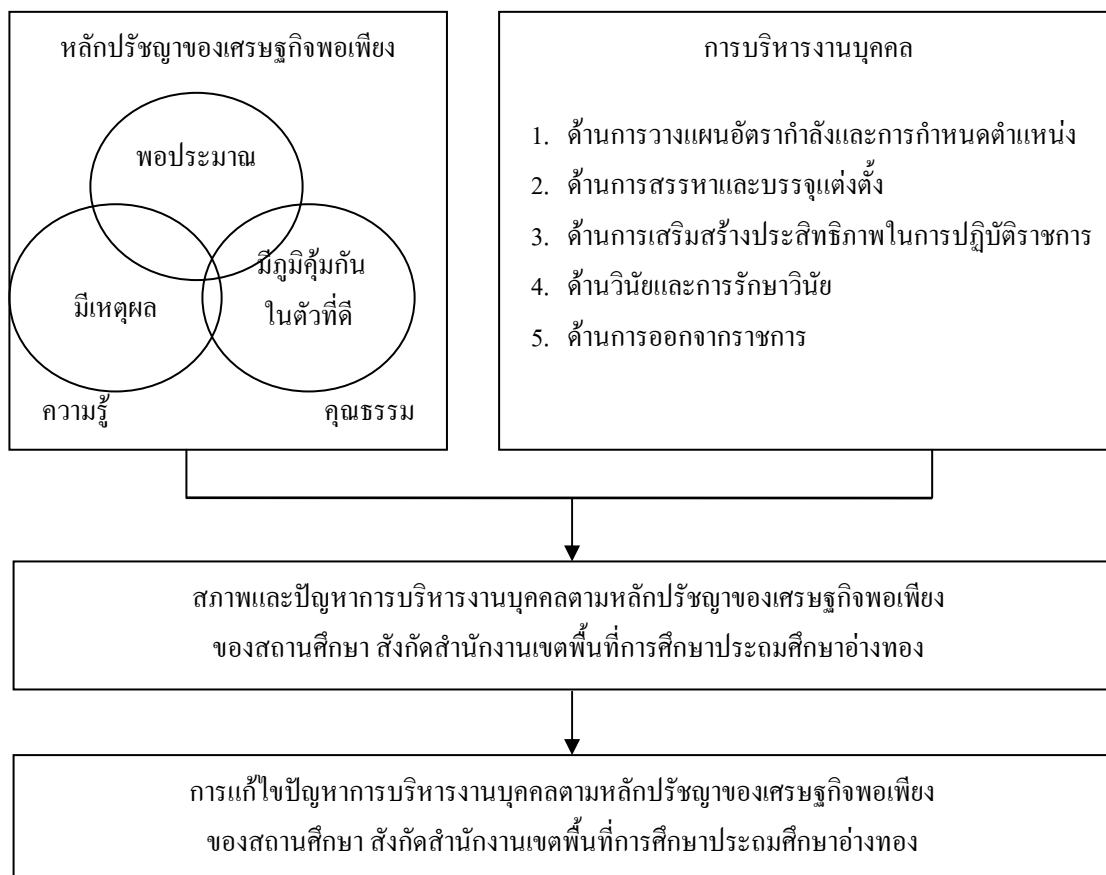 หลักปรัชญาของเศรษฐกิจพอเพียง
พอประมาณ
มีเหตุผล
มีภูมิคุ้มกัน
ในตัวที่ดี
ความรู้
คุณธรรม
การบริหารงานบุคคล
1. ด้านการวางแผนอัตรากำลังและการกำหนดตำแหน่ง
2. ด้านการสรรหาและบรรจุแต่งตั้ง
3. ด้านการเสริมสร้างประสิทธิภาพในการปฏิบัติราชการ
4. ด้านวินัยและการรักษาวินัย
5. ด้านการออกจากราชการ
สภาพและปัญหาการบริหารงานบุคคลตามหลักปรัชญาของเศรษฐกิจพอเพียง
ของสถานศึกษา สังกัดสำนักงานเขตพื้นที่การศึกษาประถมศึกษาอ่างทอง
การแก้ไขปัญหาการบริหารงานบุคคลตามหลักปรัชญาของเศรษฐกิจพอเพียง
ของสถานศึกษา สังกัดสำนักงานเขตพื้นที่การศึกษาประถมศึกษาอ่างทอง